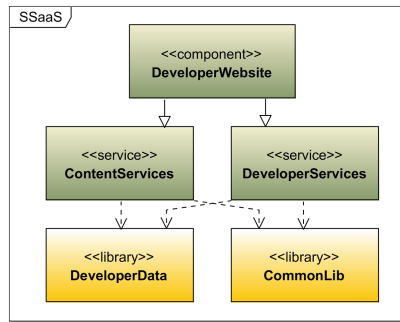 SSaaS
<<component>>
DeveloperWebsite
<<service>>
ContentServices
<<service>>
DeveloperServices
<<library>>
DeveloperData
<<library>>
CommonLib